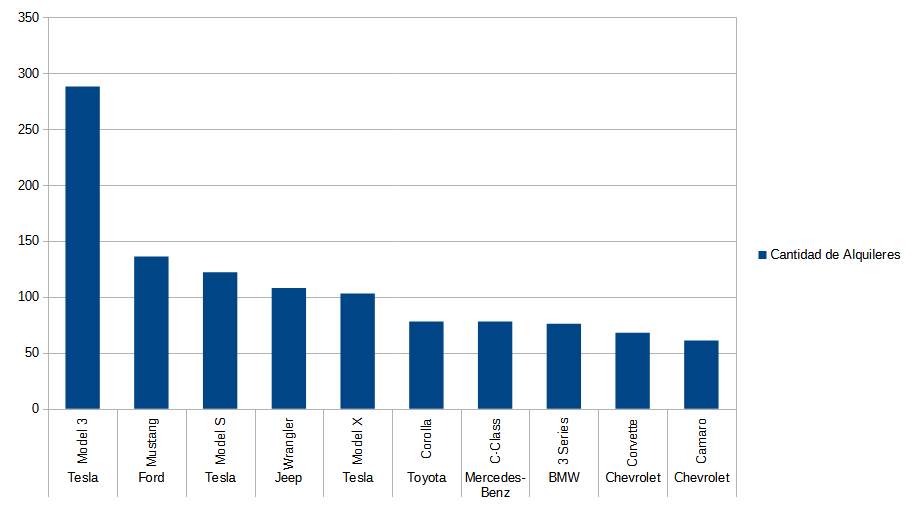 350
300
250
200
150
100
50
0
Cantidad de Alquileres
Model 3
Mustang
Model S
Wrangler
Model X
Corolla
C-Class
3 Series
Corvette
Camaro
Tesla
Ford
Tesla
Jeep
Tesla
Toyota
Mercedes-
Benz
BMW
Chevrolet
Chevrolet